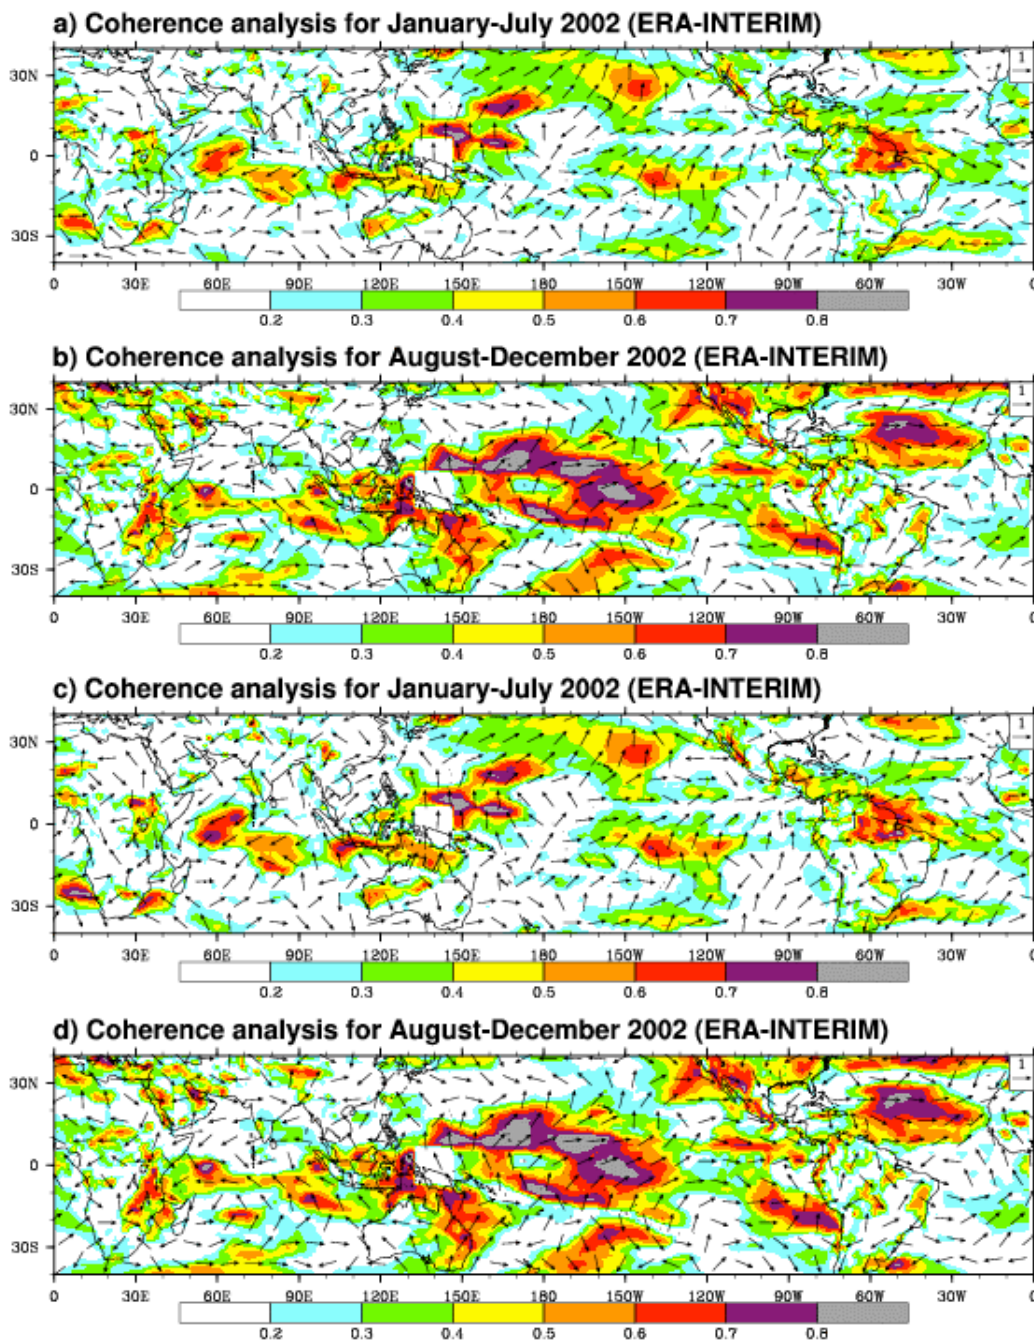 a) Coherence analysis for January-July 2002 (ERA-INTERIM)
1
30N
0
30S
0 30E 60E 90E 120E 150E 180 150W 120W 90W 60W 30W 0
0.2 0.3 0.4 0.5 0.6 0.7 0.8
b) Coherence analysis for August-December 2002 (ERA-INTERIM)
1
30N
0
30S
0 30E 60E 90E 120E 150E 180 150W 120W 90W 60W 30W 0
0.2 0.3 0.4 0.5 0.6 0.7 0.8
c) Coherence analysis for January-July 2002 (ERA-INTERIM)
1
30N
0
30S
0 30E 60E 90E 120E 150E 180 150W 120W 90W 60W 30W 0
0.2 0.3 0.4 0.5 0.6 0.7 0.8
d) Coherence analysis for August-December 2002 (ERA-INTERIM)
1
30N
0
30S
0 30E 60E 90E 120E 150E 180 150W 120W 90W 60W 30W 0
0.2 0.3 0.4 0.5 0.6 0.7 0.8